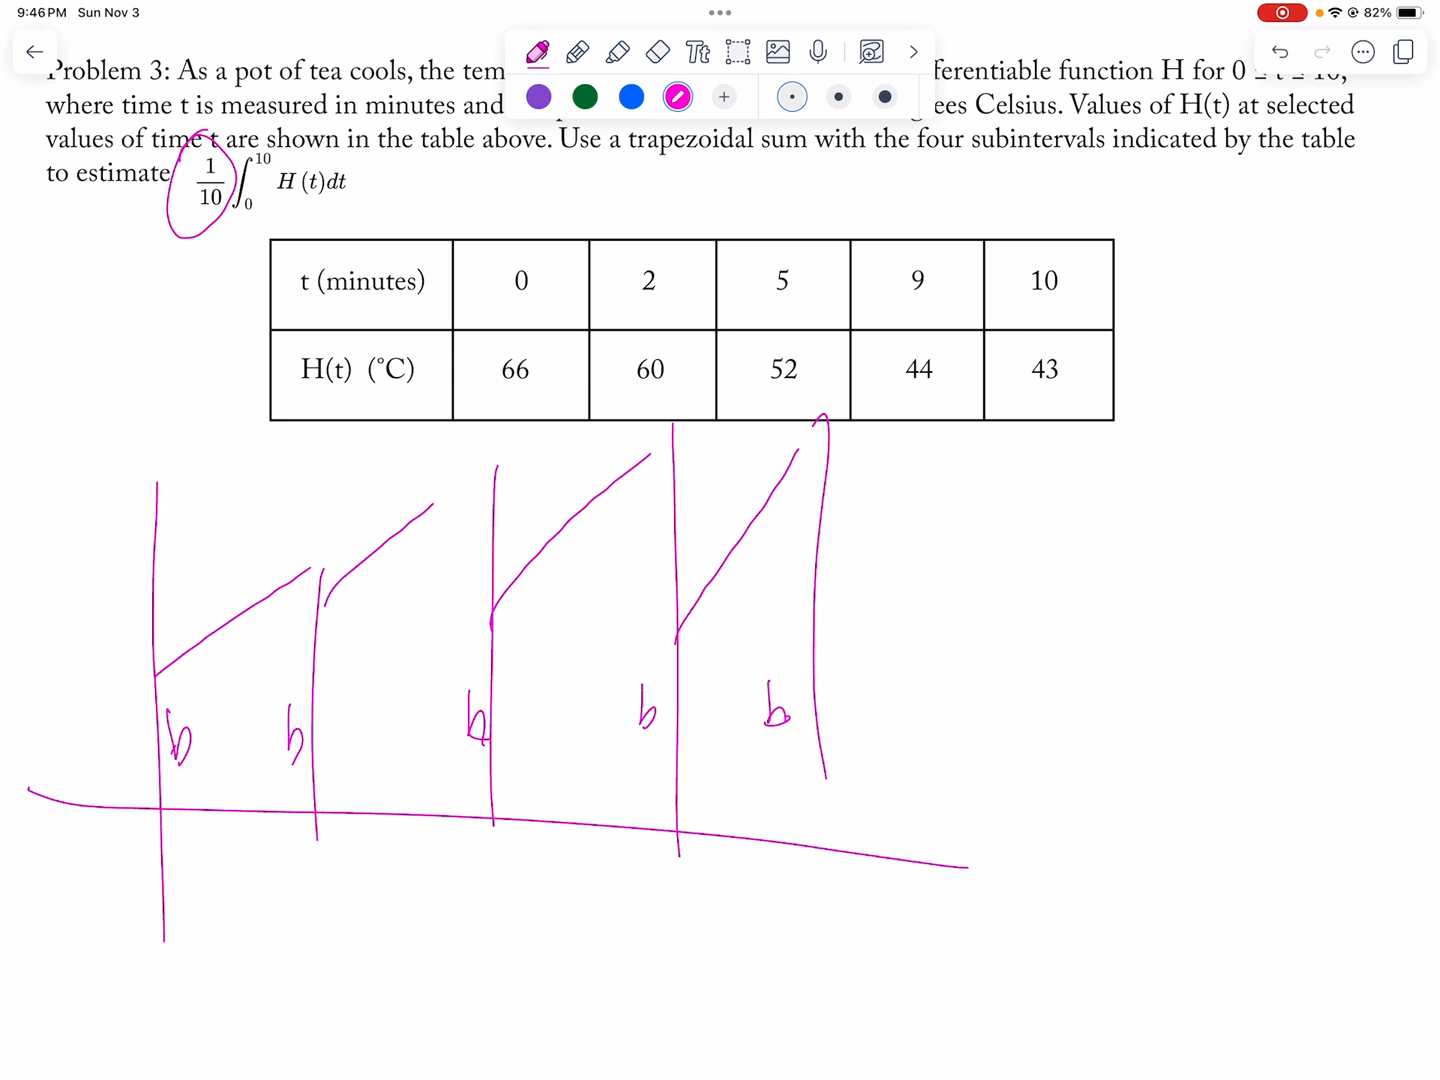 9:46 PM Sun Nov 3
82%
Tt
Problem 3: As a pot of tea cools, the tem ferentiable function H for 0 ≤ t ≤ 10,
where time t is measured in minutes and ees Celsius. Values of H(t) at selected
values of time t are shown in the table above. Use a trapezoidal sum with the four subintervals indicated by the table
to estimate 1/10 ∫₀¹⁰ H (t)dt
t (minutes) 0 2 5 9 10
H(t) (°C) 66 60 52 44 43
b b b b b